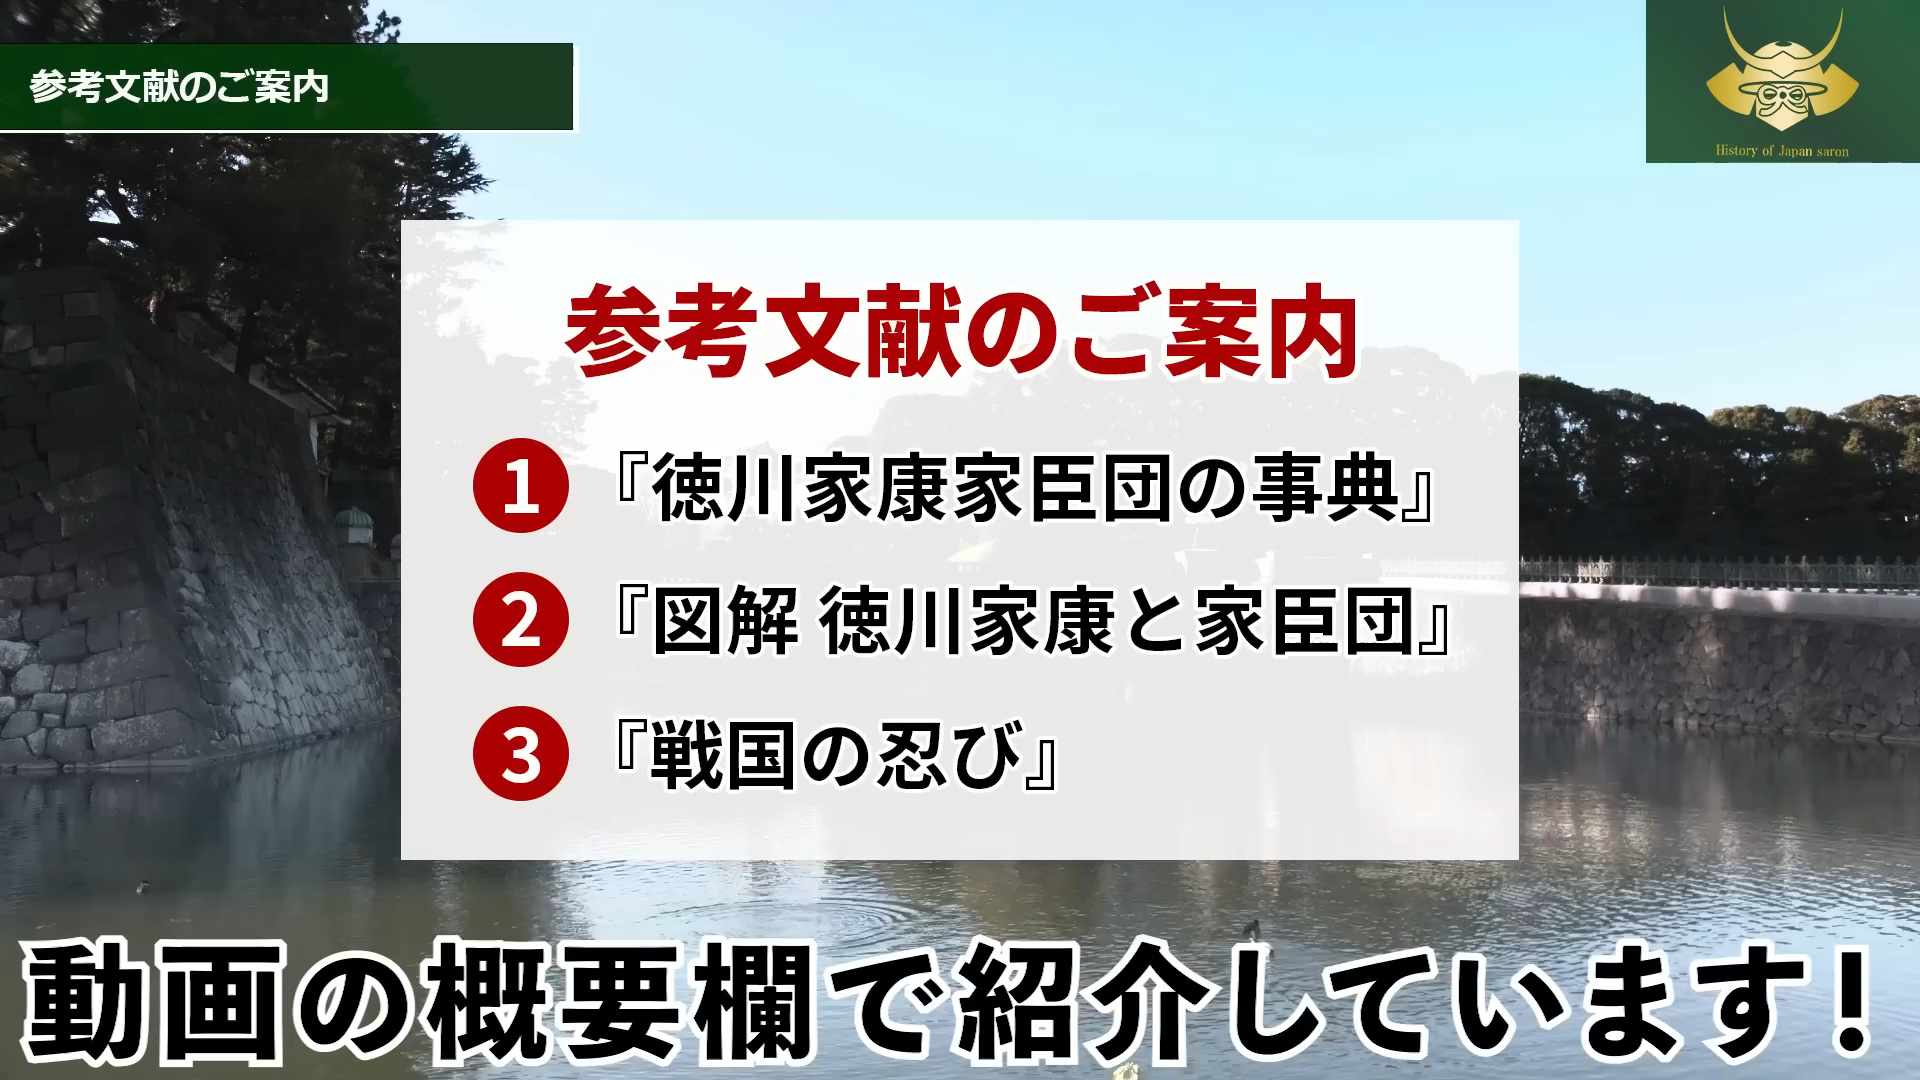 参考文献のご案内
History of Japan saron
参考文献のご案内
1 『徳川家康家臣団の事典』
2 『図解 徳川家康と家臣団』
3 『戦国の忍び』
動画の概要欄で紹介しています!